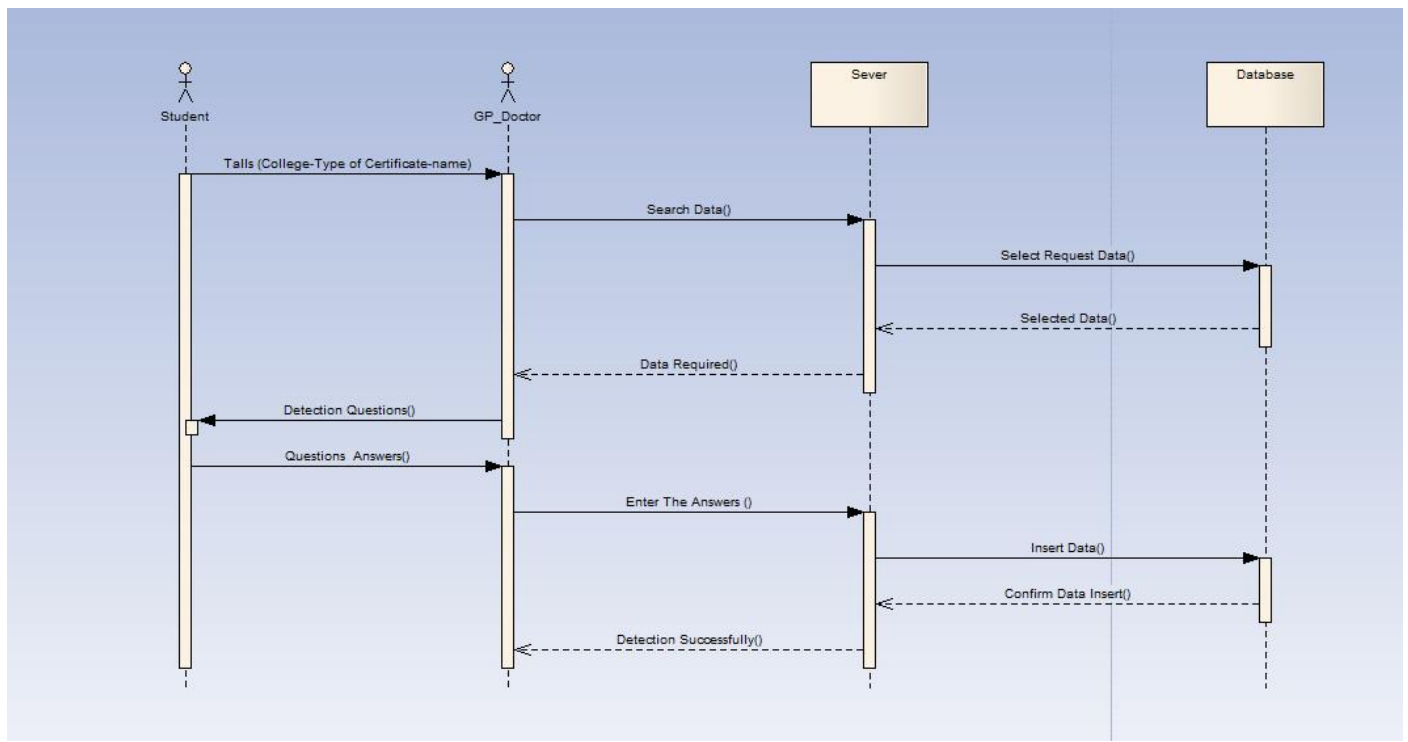 Sever
Database
Student
GP_Doctor
Talls (College-Type of Certificate-name)
Search Data()
Select Request Data()
Selected Data()
Data Required()
Detection Questions()
Questions Answers()
Enter The Answers ()
Insert Data()
Confirm Data Insert()
Detection Successfully()